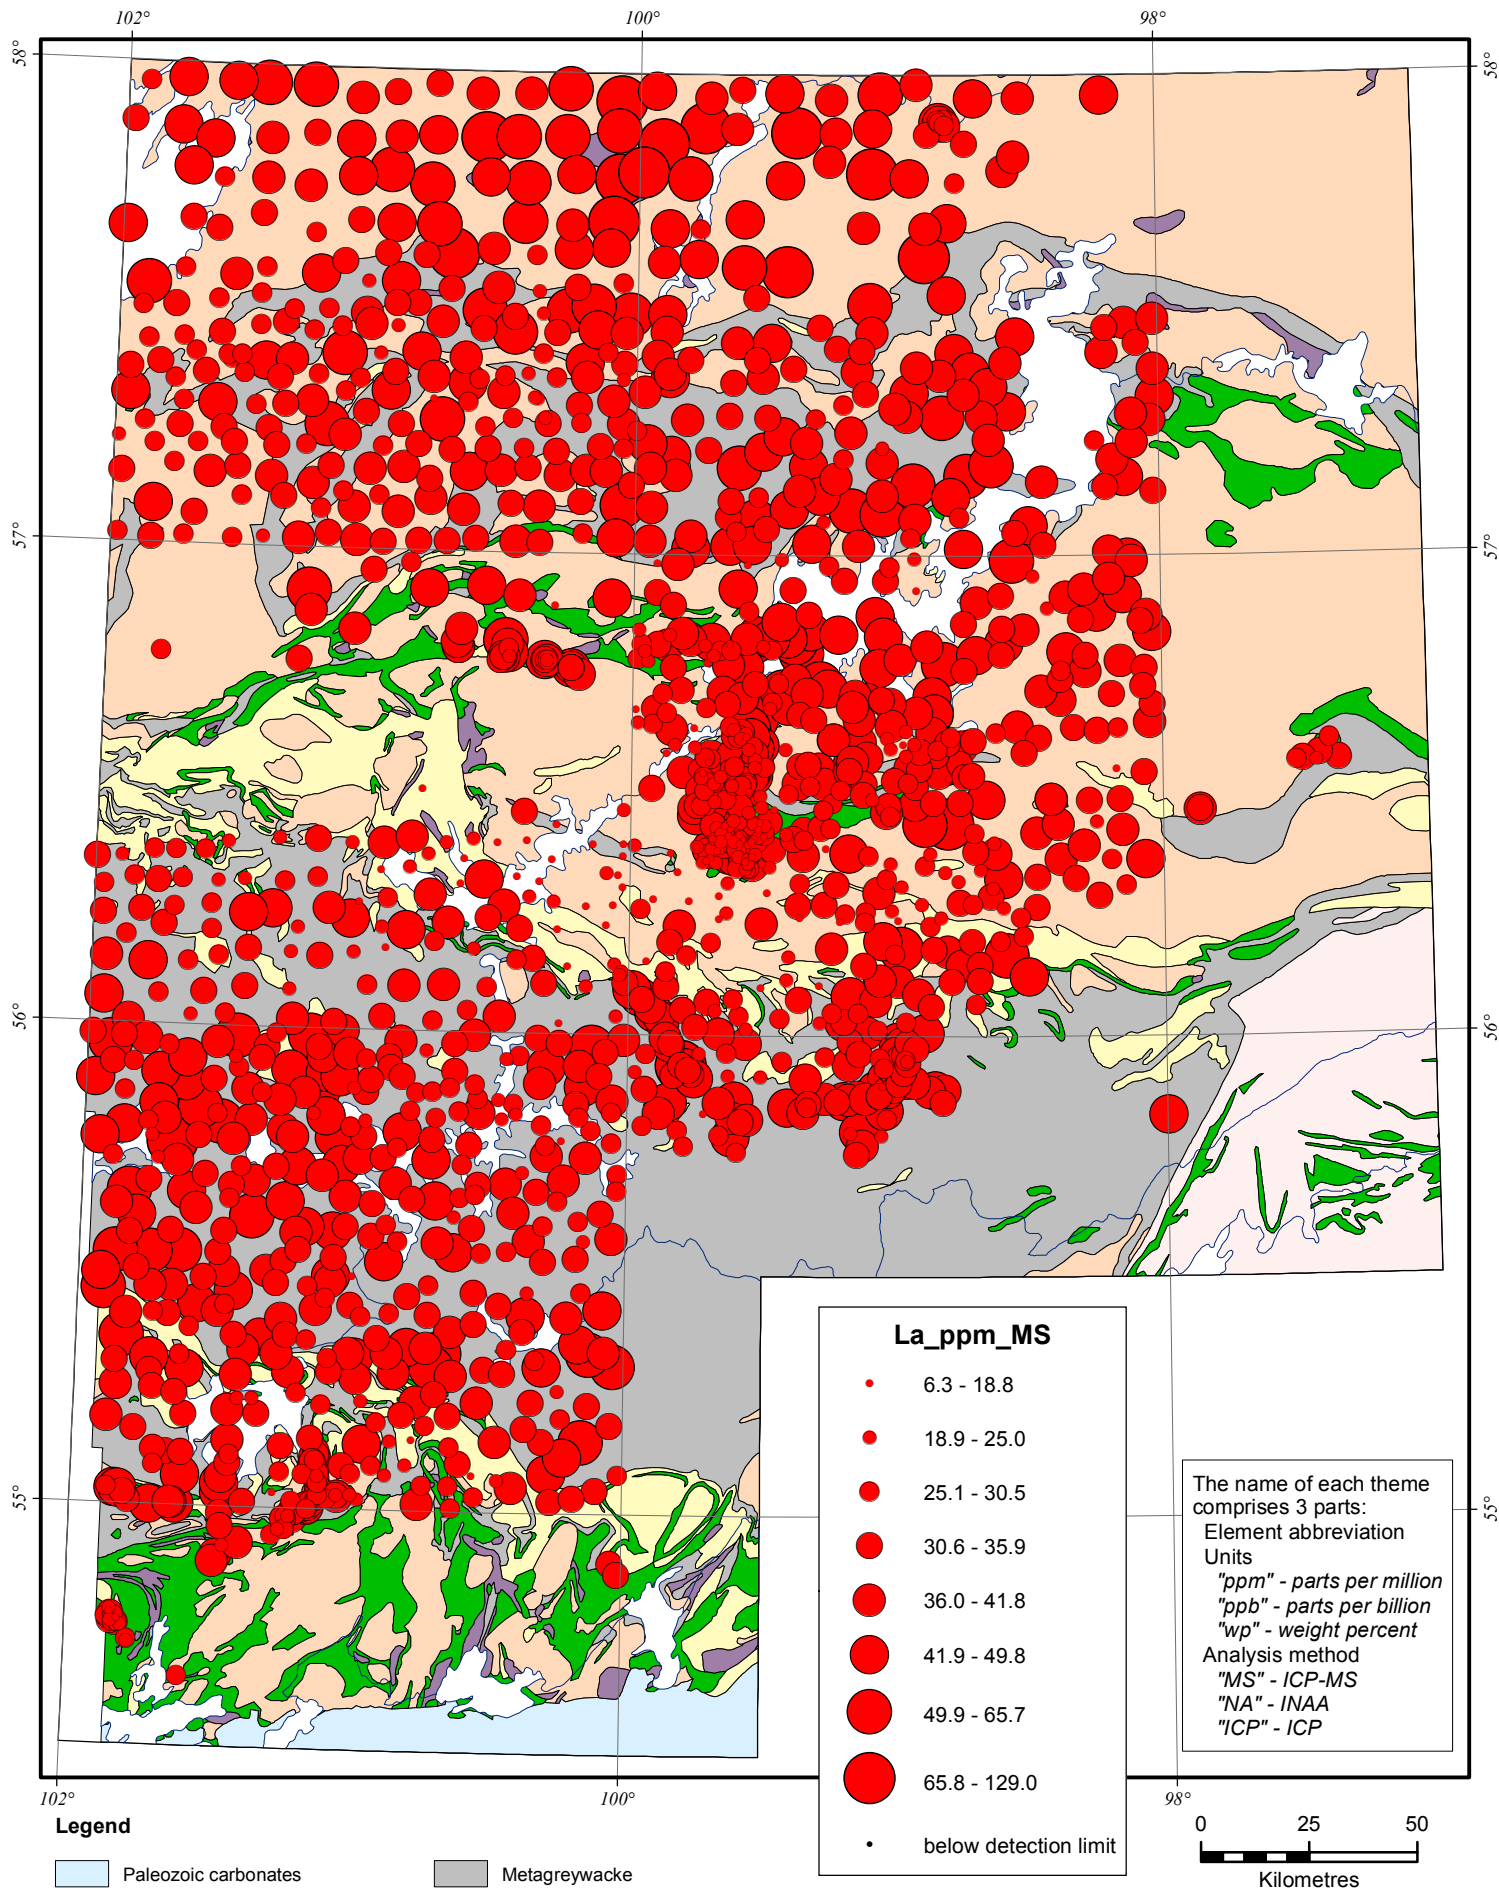 102°
100°
98°
58°
58°
57°
57°
56°
56°
55°
55°
La_ppm_MS
6.3 - 18.8
18.9 - 25.0
25.1 - 30.5
30.6 - 35.9
36.0 - 41.8
41.9 - 49.8
49.9 - 65.7
65.8 - 129.0
below detection limit
The name of each theme
comprises 3 parts:
Element abbreviation
Units
"ppm" - parts per million
"ppb" - parts per billion
"wp" - weight percent
Analysis method
"MS" - ICP-MS
"NA" - INAA
"ICP" - ICP
102°
100°
98°
Legend
Paleozoic carbonates
Metagreywacke
0 25 50
Kilometres